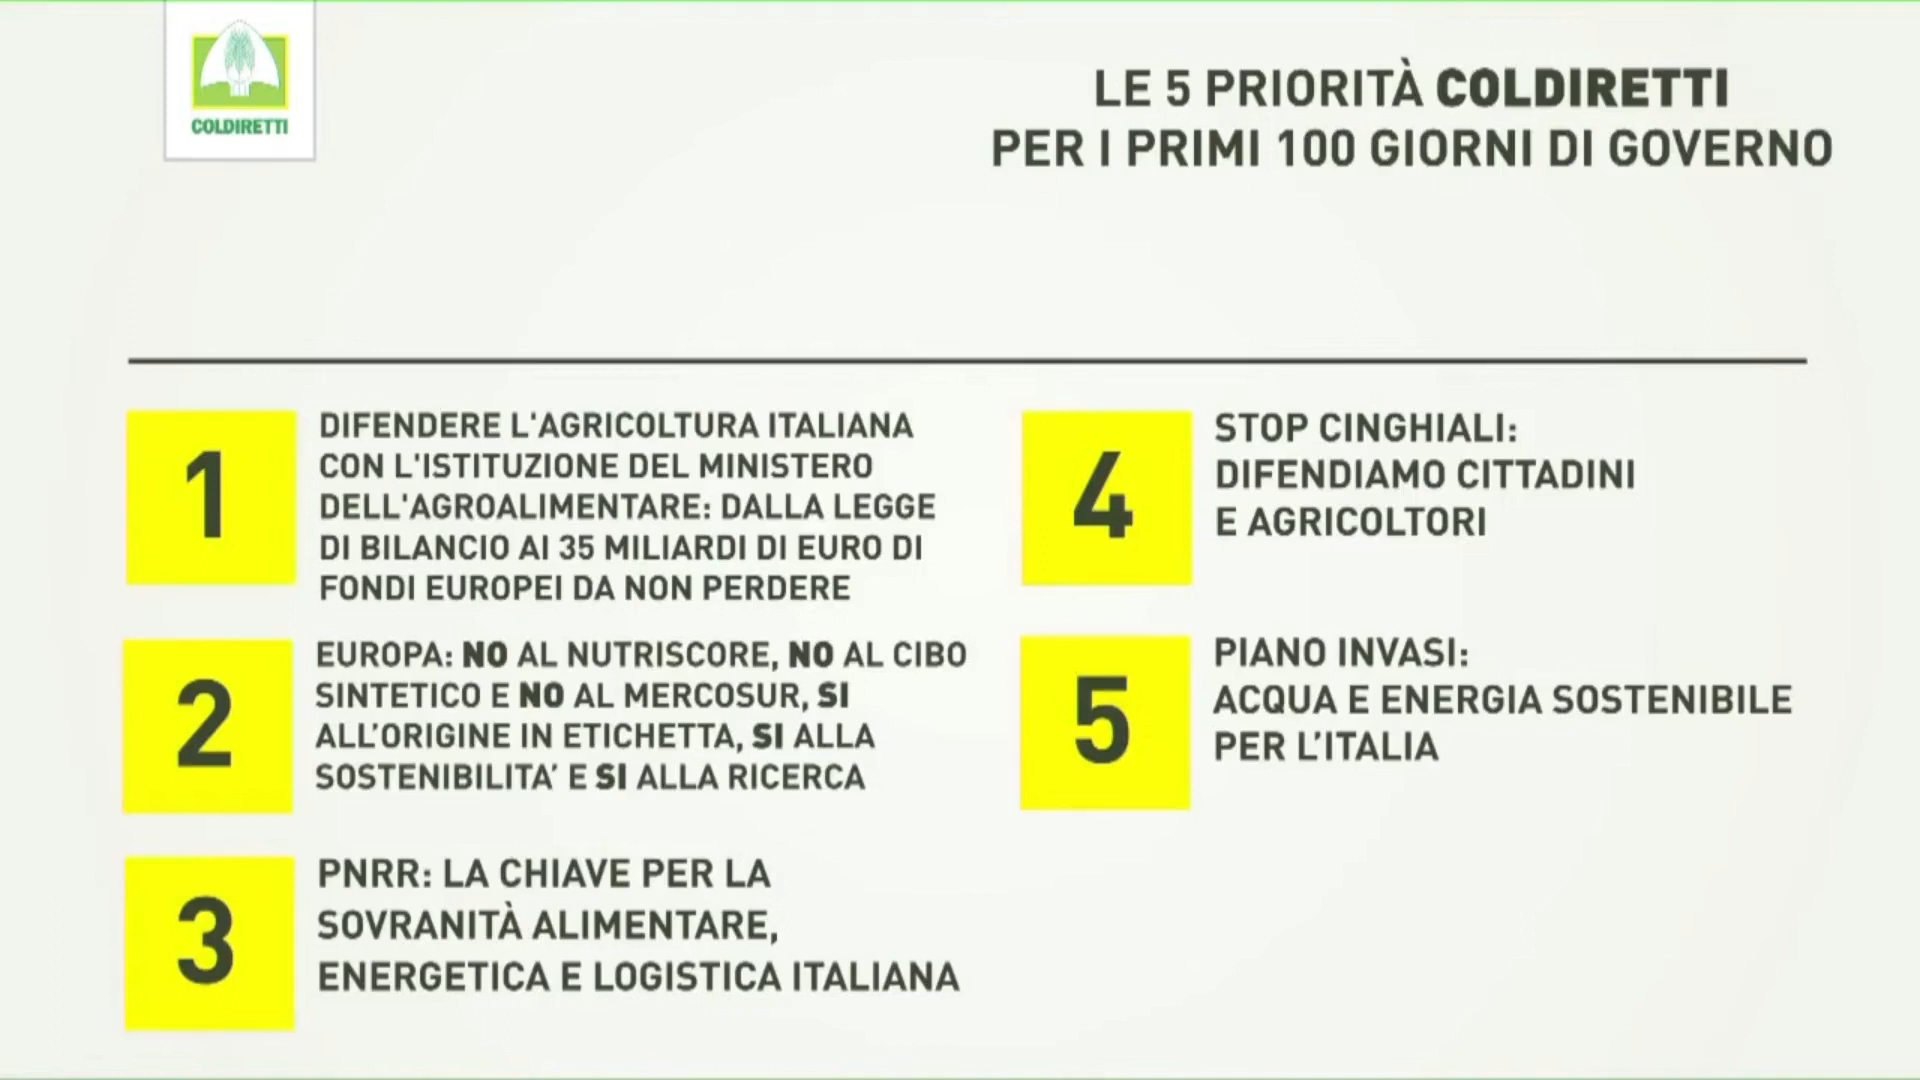 COLDIRETTI
LE 5 PRIORITÀ COLDIRETTI
PER I PRIMI 100 GIORNI DI GOVERNO
1
DIFENDERE L'AGRICOLTURA ITALIANA
CON L'ISTITUZIONE DEL MINISTERO
DELL'AGROALIMENTARE: DALLA LEGGE
DI BILANCIO AI 35 MILIARDI DI EURO DI
FONDI EUROPEI DA NON PERDERE
2
EUROPA: NO AL NUTRISCORE, NO AL CIBO
SINTETICO E NO AL MERCOSUR, SI
ALL’ORIGINE IN ETICHETTA, SI ALLA
SOSTENIBILITA’ E SI ALLA RICERCA
3
PNRR: LA CHIAVE PER LA
SOVRANITÀ ALIMENTARE,
ENERGETICA E LOGISTICA ITALIANA
4
STOP CINGHIALI:
DIFENDIAMO CITTADINI
E AGRICOLTORI
5
PIANO INVASI:
ACQUA E ENERGIA SOSTENIBILE
PER L’ITALIA